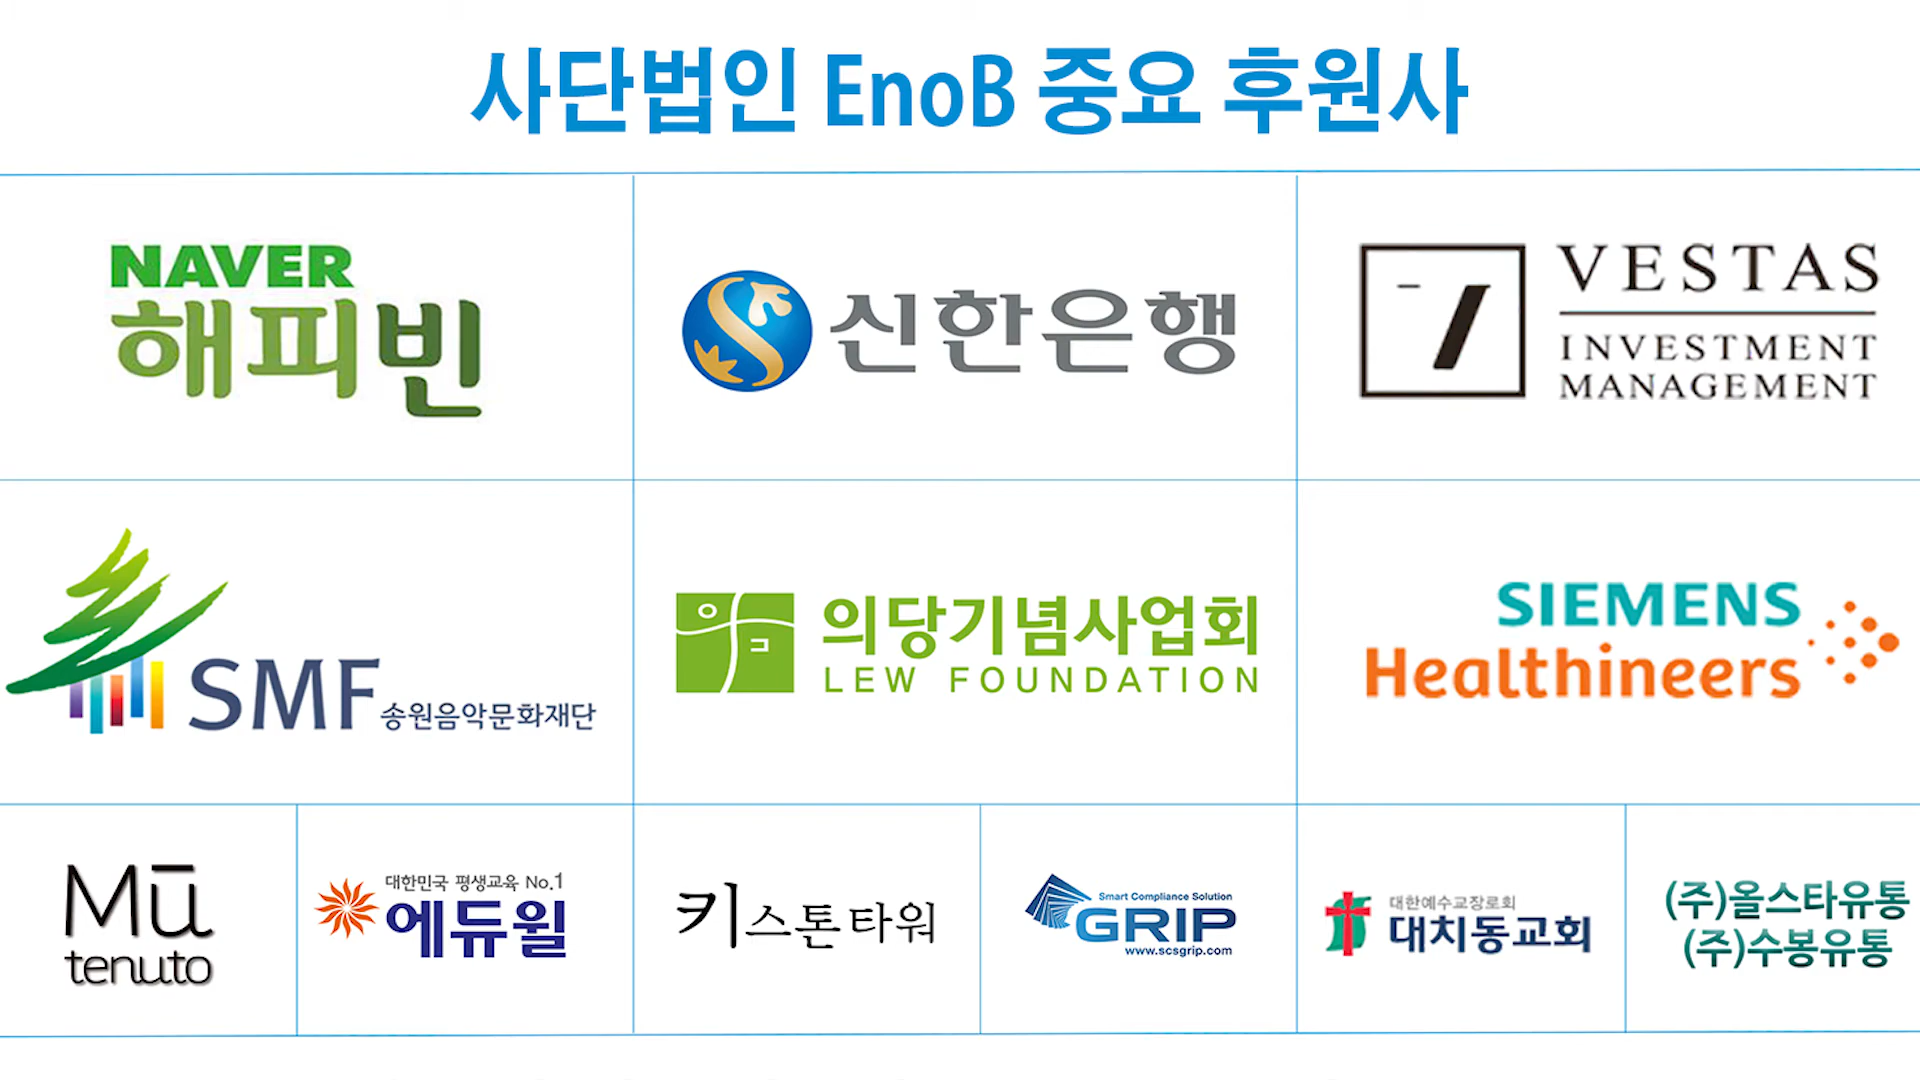 사단법인 EnoB 중요 후원사
NAVER
해피빈
신한은행
VESTAS
INVESTMENT
MANAGEMENT
SMF 송원음악문화재단
의당기념사업회
LEW FOUNDATION
SIEMENS
Healthineers
Mū
tenuto
대한민국 평생교육 No.1
에듀윌
키스톤타워
Smart Compliance Solution
GRIP
www.scsgrip.com
대한예수교장로회
대치동교회
(주)올스타유통
(주)수봉유통